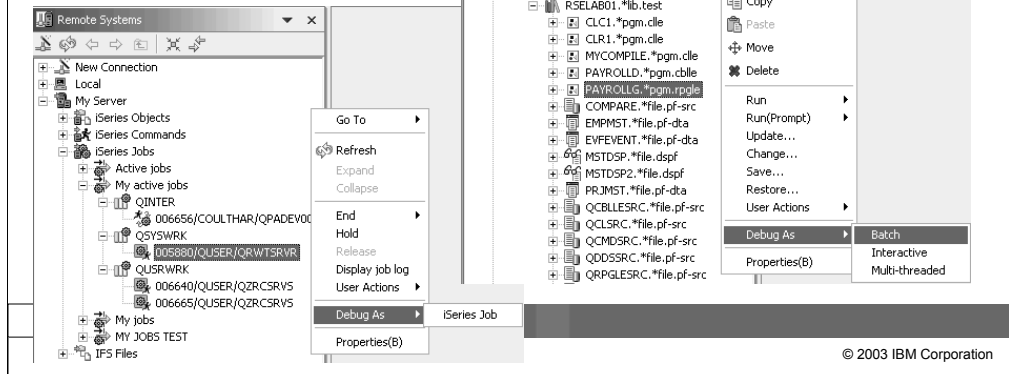 Remote Systems
New Connection
Local
My Server
iSeries Objects
iSeries Commands
iSeries Jobs
Active jobs
My active jobs
QINTER
006656/COULTHAR/QPADEV00
QSYSWRK
005880/QUSER/QRWTSRVR
QUSRWRK
006640/QUSER/QZRCSRVS
006665/QUSER/QZRCSRVS
My jobs
MY JOBS TEST
IFS Files
Go To
Refresh
Expand
Collapse
End
Hold
Release
Display job log
User Actions
Debug As
Properties(B)
iSeries Job
RSELAB01.*lib.test
CLC1.*pgm.clle
CLR1.*pgm.clle
MYCOMPILE.*pgm.clle
PAYROLLD.*pgm.cblle
PAYROLLG.*pgm.rpgle
COMPARE.*file.pf-src
EMPMST.*file.pf-dta
EVFEVENT.*file.pf-dta
MSTDSP.*file.dspf
MSTDSP2.*file.dspf
PRJMST.*file.pf-dta
QCBLLESRC.*file.pf-src
QCLSRC.*file.pf-src
QCMDSRC.*file.pf-src
QDDSSRC.*file.pf-src
QRPGLESRC.*file.pf-src
Copy
Paste
Move
Delete
Run
Run(Prompt)
Update...
Change...
Save...
Restore...
User Actions
Debug As
Properties(B)
Batch
Interactive
Multi-threaded
© 2003 IBM Corporation